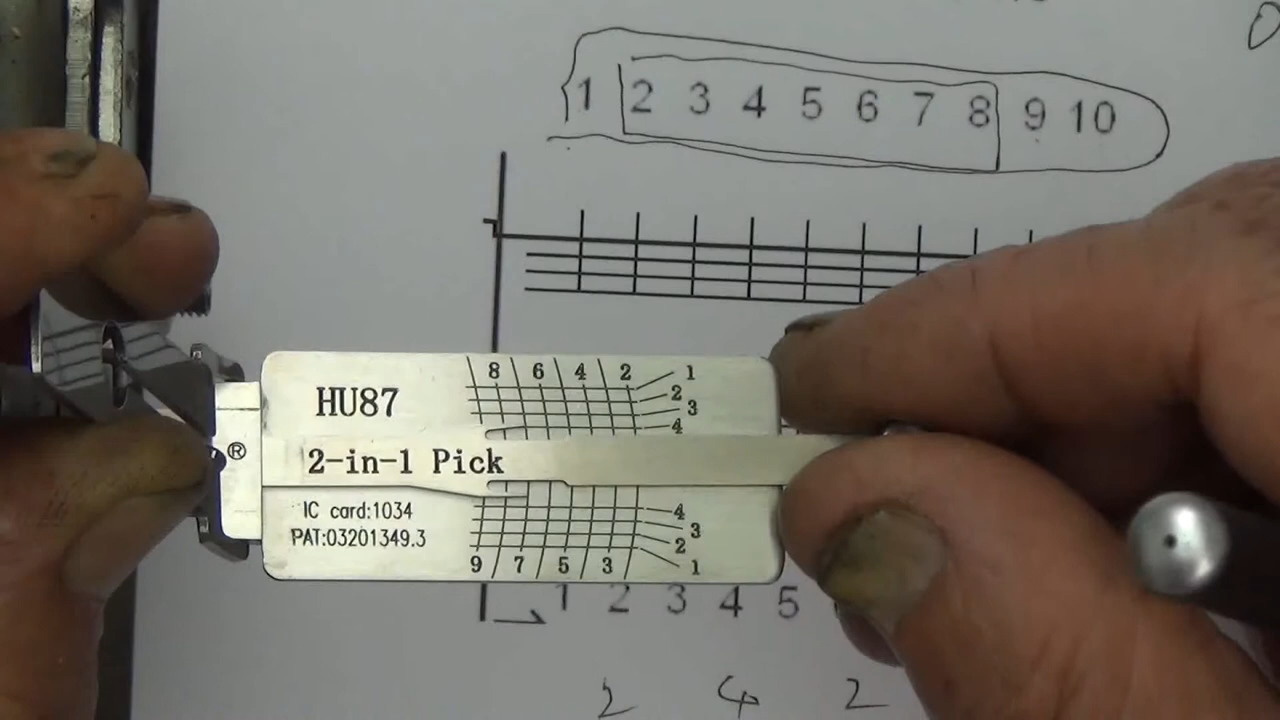 1 2 3 4 5 6 7 8 9 10
8 6 4 2 1
2
3
4
HU87
® 2-in-1 Pick
IC card:1034
PAT:03201349.3
4
3
2
1
9 7 5 3
1 2 3 4 5
2 4 2